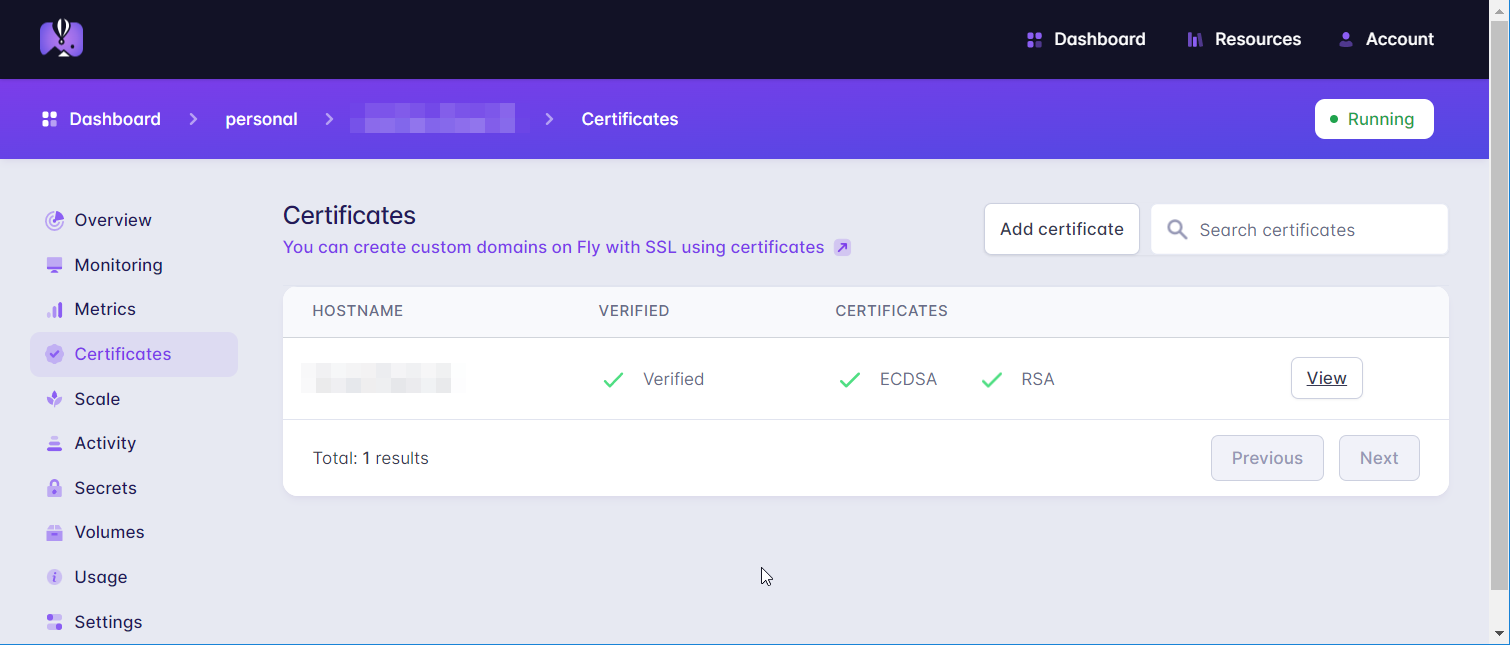 Dashboard Resources Account
Dashboard personal Certificates Running
Overview
Monitoring
Metrics
Certificates
Scale
Activity
Secrets
Volumes
Usage
Settings
Certificates
You can create custom domains on Fly with SSL using certificates
Add certificate
Search certificates
HOSTNAME VERIFIED CERTIFICATES
Verified ECDSA RSA View
Total: 1 results
Previous Next